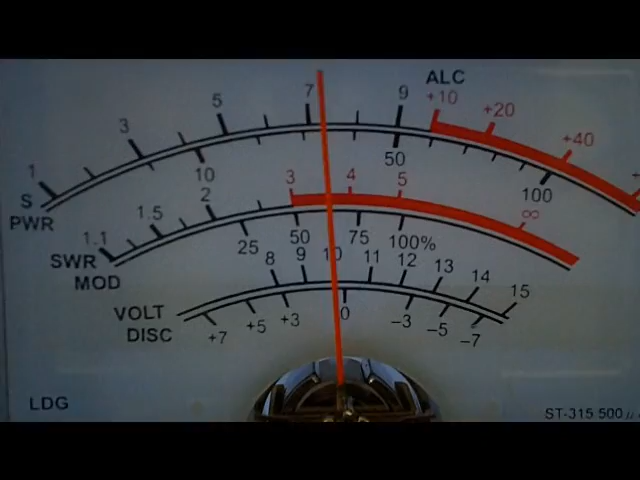 ALC
1 3 5 7 9 +10 +20 +40
S
PWR 10 50 100
SWR 1.1 1.5 2 3 4 5 ∞
MOD 25 50 75 100%
VOLT 8 9 10 11 12 13 14 15
DISC +7 +5 +3 0 −3 −5 −7
LDG
ST-315 500